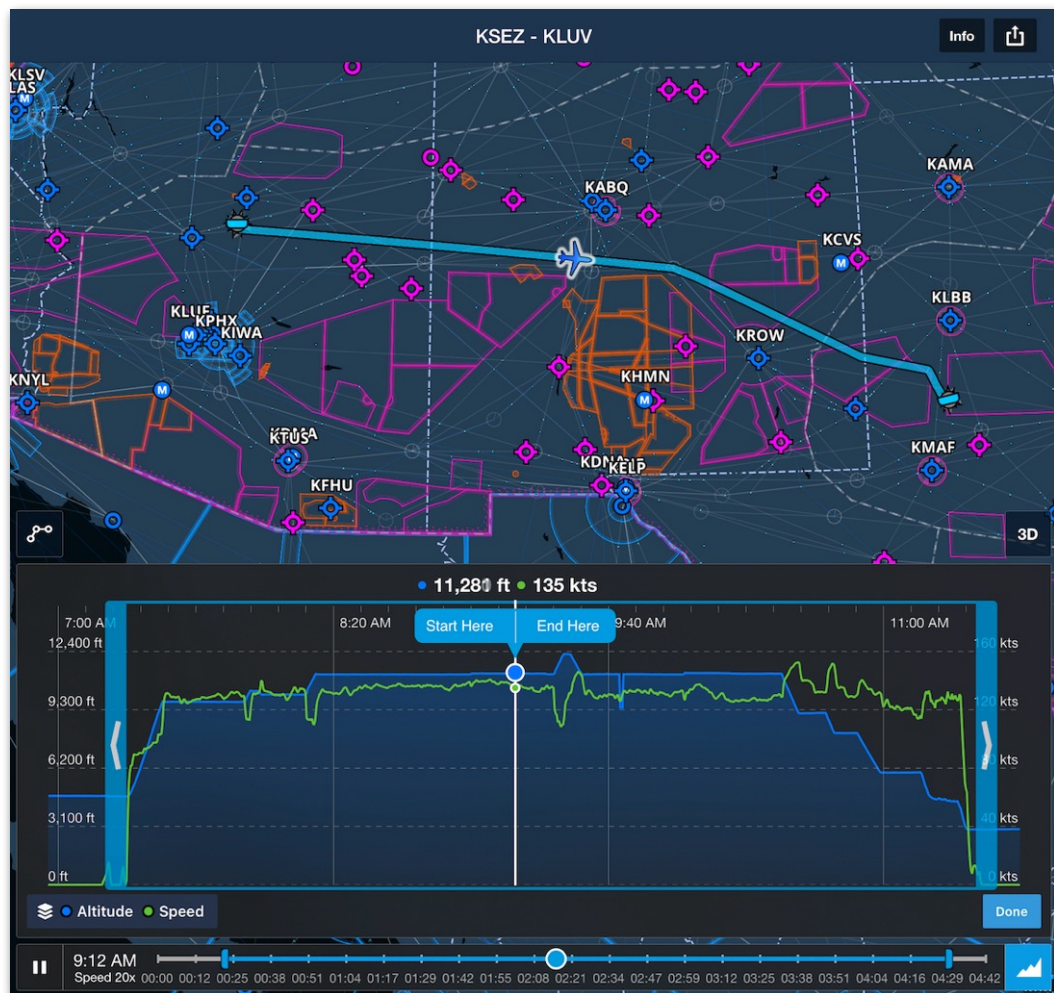 KSEZ - KLUV
Info
KLSV
LAS
M
KAMA
KABQ
KCVS
M
KLBB
KLUF
KPHX
M
KIWA
KROW
KNYL
M
KHMN
M
KTUS
KMAF
KELP
KFHU
3D
11,281 ft 135 kts
Start Here End Here
7:00 AM 8:20 AM 9:40 AM 11:00 AM
12,400 ft 160 kts
9,300 ft 120 kts
6,200 ft kts
3,100 ft 40 kts
0 ft 0 kts
Altitude Speed Done
9:12 AM
Speed 20x 00:00 00:12 00:25 00:38 00:51 01:04 01:17 01:29 01:42 01:55 02:08 02:21 02:34 02:47 02:59 03:12 03:25 03:38 03:51 04:04 04:16 04:29 04:42